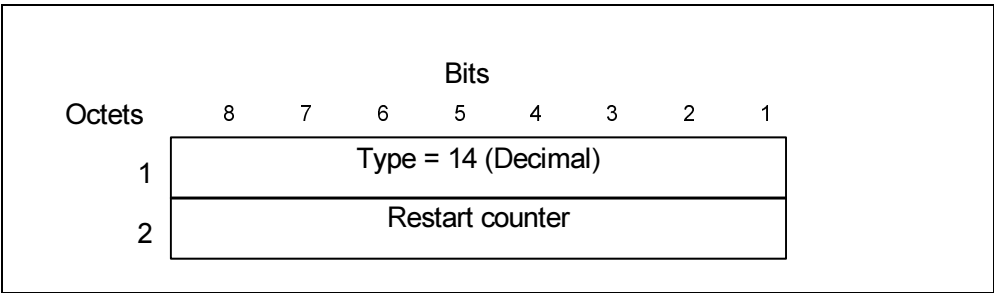 Bits
Octets 8 7 6 5 4 3 2 1
1 Type = 14 (Decimal)
2 Restart counter